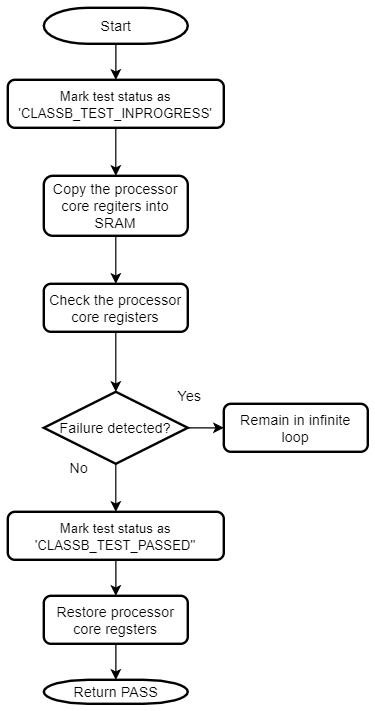 Start
Mark test status as
'CLASSB_TEST_INPROGRESS'
Copy the processor
core regiters into
SRAM
Check the processor
core registers
Failure detected?
Yes
Remain in infinite
loop
No
Mark test status as
'CLASSB_TEST_PASSED"
Restore processor
core regsters
Return PASS